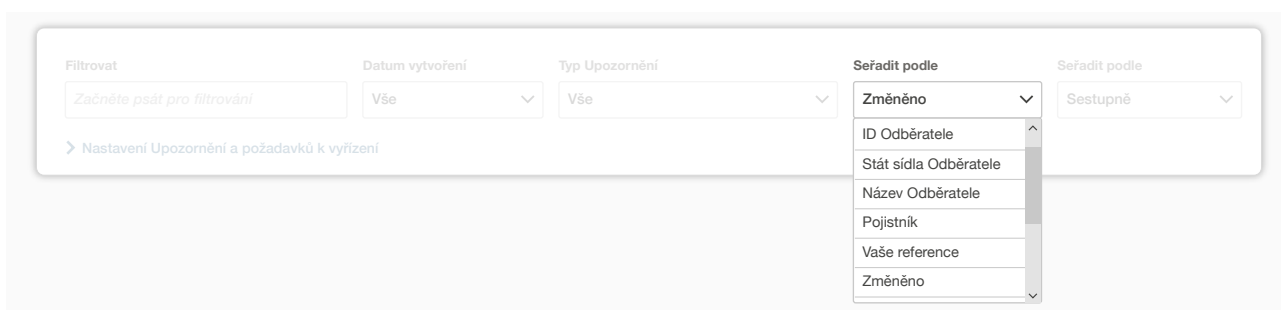 Filtrovat
Datum vytvoření
Typ Upozornění
Seřadit podle
Seřadit podle
Začněte psát pro filtrování
Vše
Vše
Změněno
Sestupně
Nastavení Upozornění a požadavků k vyřízení
ID Odběratele
Stát sídla Odběratele
Název Odběratele
Pojistník
Vaše reference
Změněno